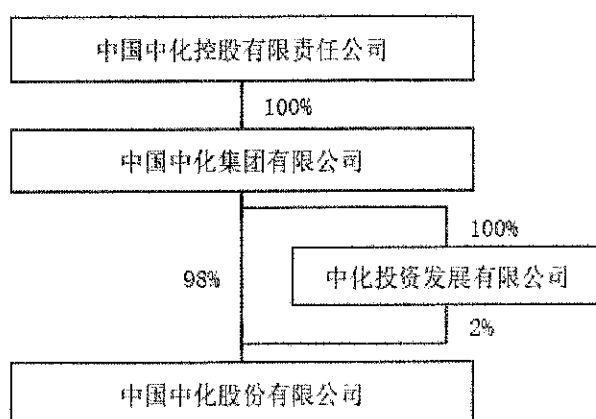 中国中化控股有限责任公司
100%
中国中化集团有限公司
100%
98%
中化投资发展有限公司
2%
中国中化股份有限公司